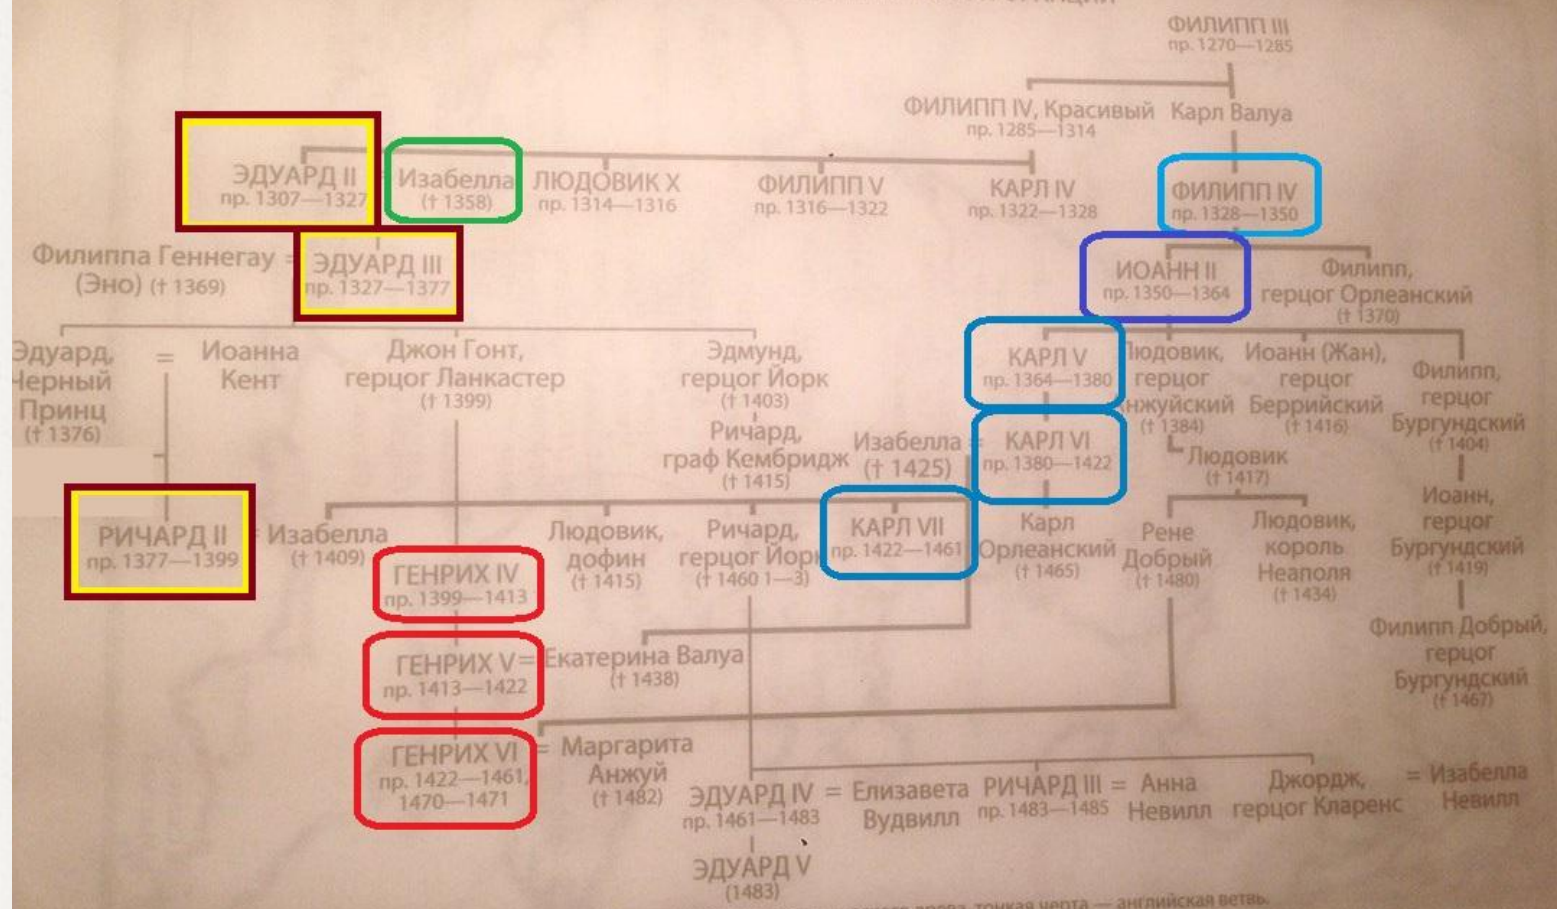 ФИЛИПП III
пр. 1270—1285
ФИЛИПП IV, Красивый
пр. 1285—1314
Карл Валуа
ЭДУАРД II
пр. 1307—1327
=
Изабелла
(† 1358)
ЛЮДОВИК X
пр. 1314—1316
ФИЛИПП V
пр. 1316—1322
КАРЛ IV
пр. 1322—1328
ФИЛИПП IV
пр. 1328—1350
Филиппа Геннегау =
(Эно) († 1369)
ЭДУАРД III
пр. 1327—1377
ИОАНН II
пр. 1350—1364
Филипп,
герцог Орлеанский
(† 1370)
Эдуард,
Черный
Принц
(† 1376)
=
Иоанна
Кент
Джон Гонт,
герцог Ланкастер
(† 1399)
Эдмунд,
герцог Йорк
(† 1403)
КАРЛ V
пр. 1364—1380
Людовик,
герцог
Анжуйский
(† 1384)
Иоанн (Жан),
герцог
Беррийский
(† 1416)
Филипп,
герцог
Бургундский
(† 1404)
Ричард,
граф Кембридж
(† 1415)
Изабелла =
(† 1425)
КАРЛ VI
пр. 1380—1422
Людовик
(† 1417)
РИЧАРД II
пр. 1377—1399
= Изабелла
(† 1409)
ГЕНРИХ IV
пр. 1399—1413
Людовик,
дофин
(† 1415)
Ричард,
герцог Йорк
(† 1460 1—3)
КАРЛ VII
пр. 1422—1461
Карл
Орлеанский
(† 1465)
Рене
Добрый
(† 1480)
Людовик,
король
Неаполя
(† 1434)
Иоанн,
герцог
Бургундский
(† 1419)
ГЕНРИХ V =
пр. 1413—1422
Екатерина Валуа
(† 1438)
Филипп Добрый,
герцог
Бургундский
(† 1467)
ГЕНРИХ VI
пр. 1422—1461,
1470—1471
= Маргарита
Анжуй
(† 1482)
ЭДУАРД IV =
пр. 1461—1483
Елизавета
Вудвилл
РИЧАРД III =
пр. 1483—1485
Анна
Невилл
Джордж,
герцог Кларенс
= Изабелла
Невилл
ЭДУАРД V
(1483)
древа, тонкая черта — английская ветвь.